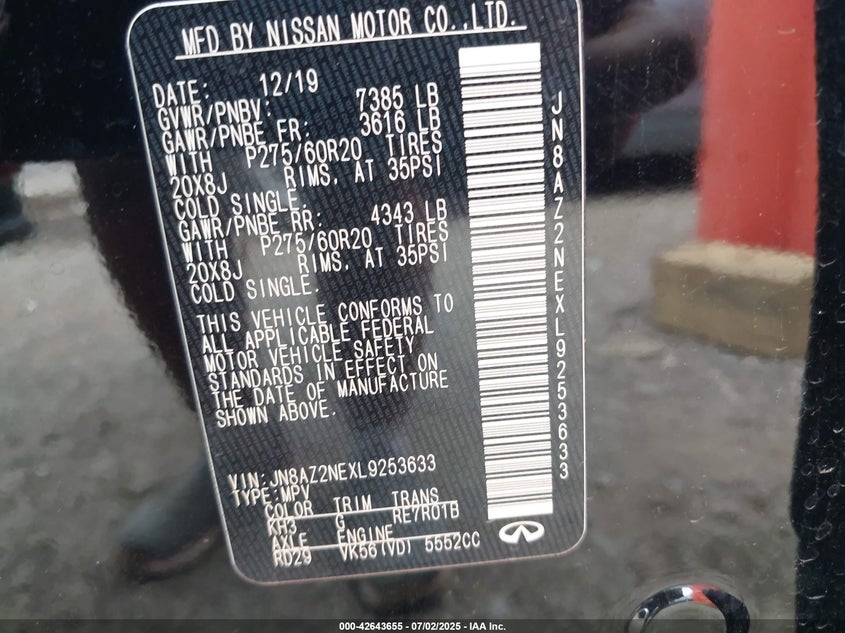 MFD BY NISSAN MOTOR CO.,LTD.
DATE: 12/19
GVWR/PNBV: 7385 LB
GAWR/PNBE FR: 3616 LB
WITH P275/60R20 TIRES
20X8J RIMS, AT 35PSI
COLD SINGLE.
GAWR/PNBE RR: 4343 LB
WITH P275/60R20 TIRES
20X8J RIMS, AT 35PSI
COLD SINGLE.
THIS VEHICLE CONFORMS TO
ALL APPLICABLE FEDERAL
MOTOR VEHICLE SAFETY
STANDARDS IN EFFECT ON
THE DATE OF MANUFACTURE
SHOWN ABOVE.
VIN:JN8AZ2NEXL9253633
TYPE:MPV
COLOR TRIM TRANS
KH3 G RE7R01B
AXLE ENGINE
RD29 VK56(VD) 5552CC
JN8AZ2NEXL9253633
000-42643655 - 07/02/2025 - IAA Inc.